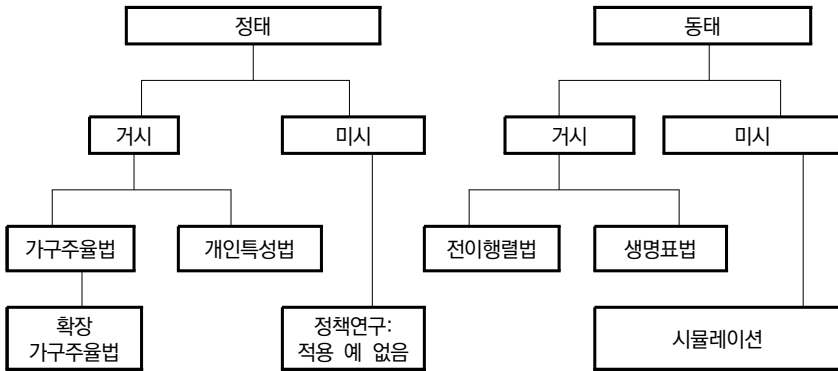 정태
동태
거시
미시
거시
미시
가구주율법
개인특성법
전이행렬법
생명표법
확장
가구주율법
정책연구:
적용 예 없음
시뮬레이션